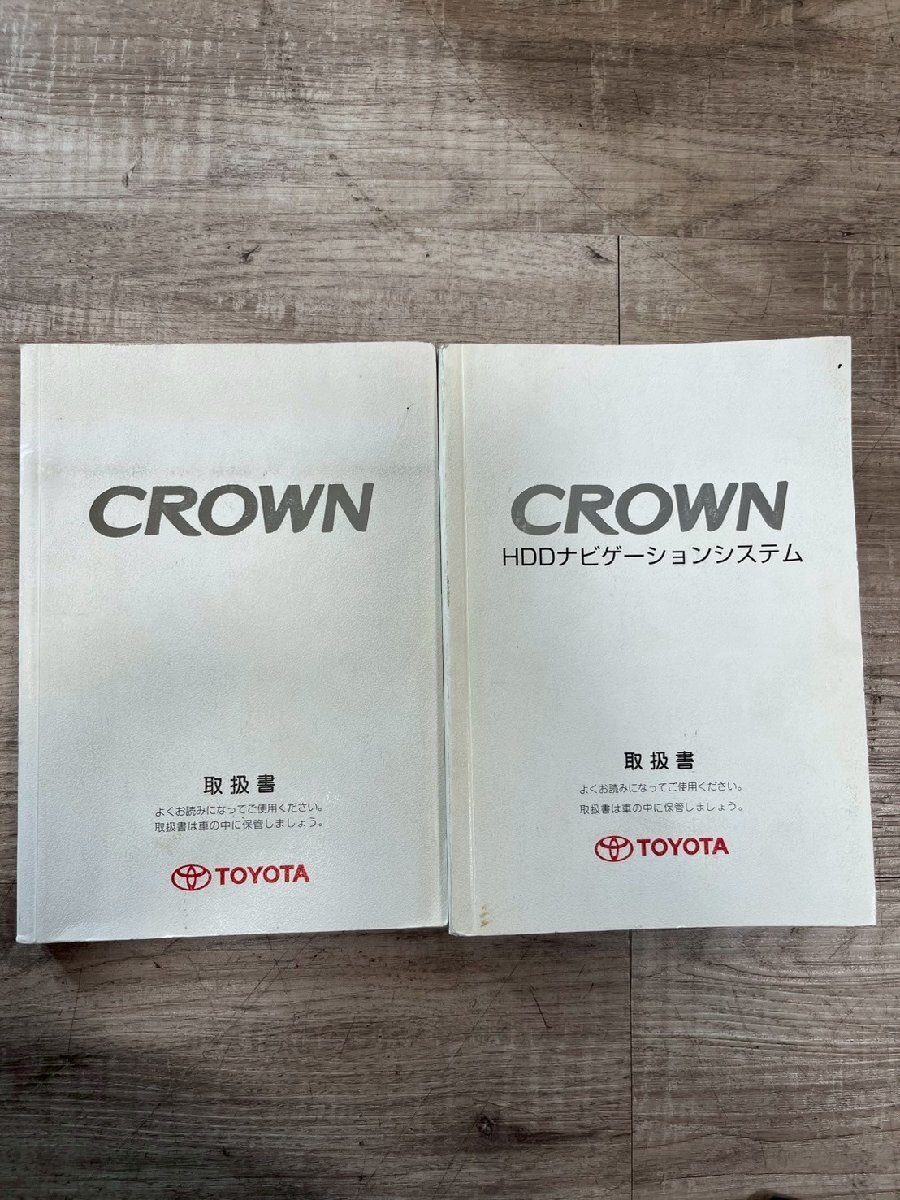 CROWN
取扱書
よくお読みになってご使用ください。
取扱書は車の中に保管しましょう。
TOYOTA
CROWN
HDDナビゲーションシステム
取扱書
よくお読みになってご使用ください。
取扱書は車の中に保管しましょう。
TOYOTA